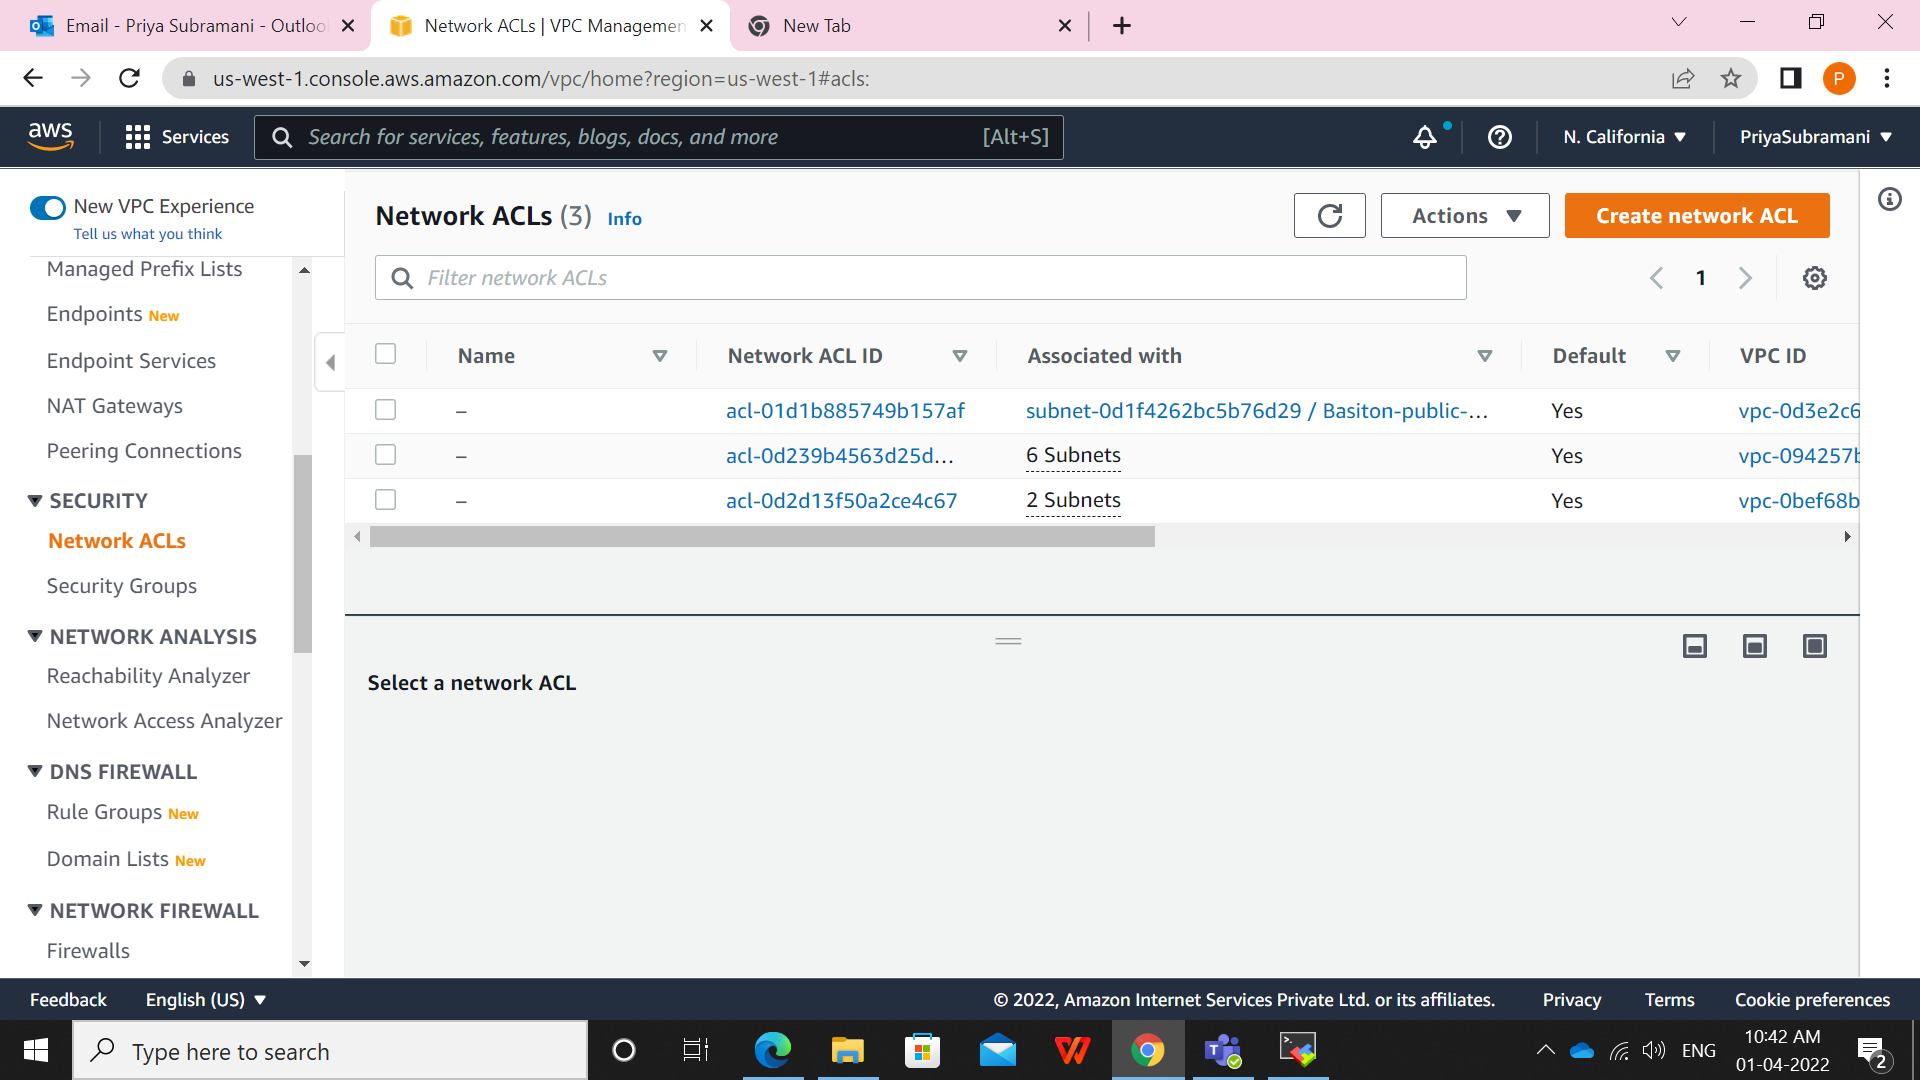 Email - Priya Subramani - Outloo
Network ACLs | VPC Managemen
New Tab
us-west-1.console.aws.amazon.com/vpc/home?region=us-west-1#acls:
P
aws
Services
Search for services, features, blogs, docs, and more
[Alt+S]
N. California
PriyaSubramani
New VPC Experience
Tell us what you think
Managed Prefix Lists
Endpoints New
Endpoint Services
NAT Gateways
Peering Connections
SECURITY
Network ACLs
Security Groups
NETWORK ANALYSIS
Reachability Analyzer
Network Access Analyzer
DNS FIREWALL
Rule Groups New
Domain Lists New
NETWORK FIREWALL
Firewalls
Network ACLs (3) Info
Actions
Create network ACL
Filter network ACLs
1
Name Network ACL ID Associated with Default VPC ID
– acl-01d1b885749b157af subnet-0d1f4262bc5b76d29 / Basiton-public-... Yes vpc-0d3e2c6
– acl-0d239b4563d25d... 6 Subnets Yes vpc-094257b
– acl-0d2d13f50a2ce4c67 2 Subnets Yes vpc-0bef68b
Select a network ACL
Feedback English (US) © 2022, Amazon Internet Services Private Ltd. or its affiliates. Privacy Terms Cookie preferences
Type here to search
ENG
10:42 AM
01-04-2022
2